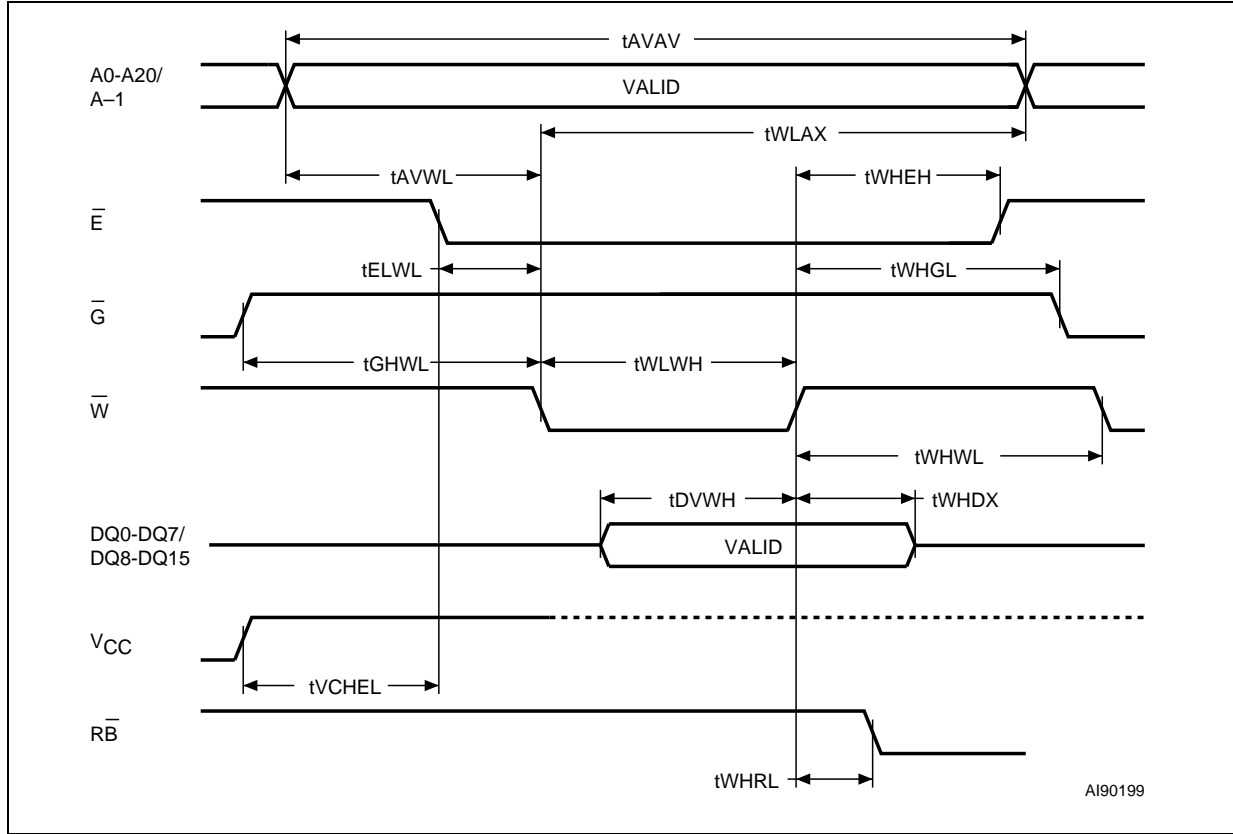 tAVAV
A0-A20/
A–1
VALID
tWLAX
tAVWL
tWHEH
E̅
tELWL
tWHGL
G̅
tGHWL
tWLWH
W̅
tWHWL
tDVWH
tWHDX
DQ0-DQ7/
DQ8-DQ15
VALID
VCC
tVCHEL
RB̅
tWHRL
AI90199